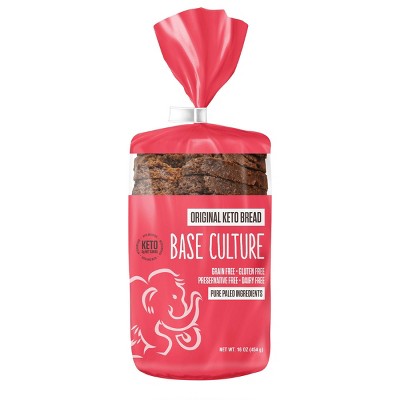 ORIGINAL KETO BREAD
BASE CULTURE
KETO
GRAIN FREE • GLUTEN FREE
PRESERVATIVE FREE • DAIRY FREE
PURE PALEO INGREDIENTS
NET WT. 16 OZ (454 g)